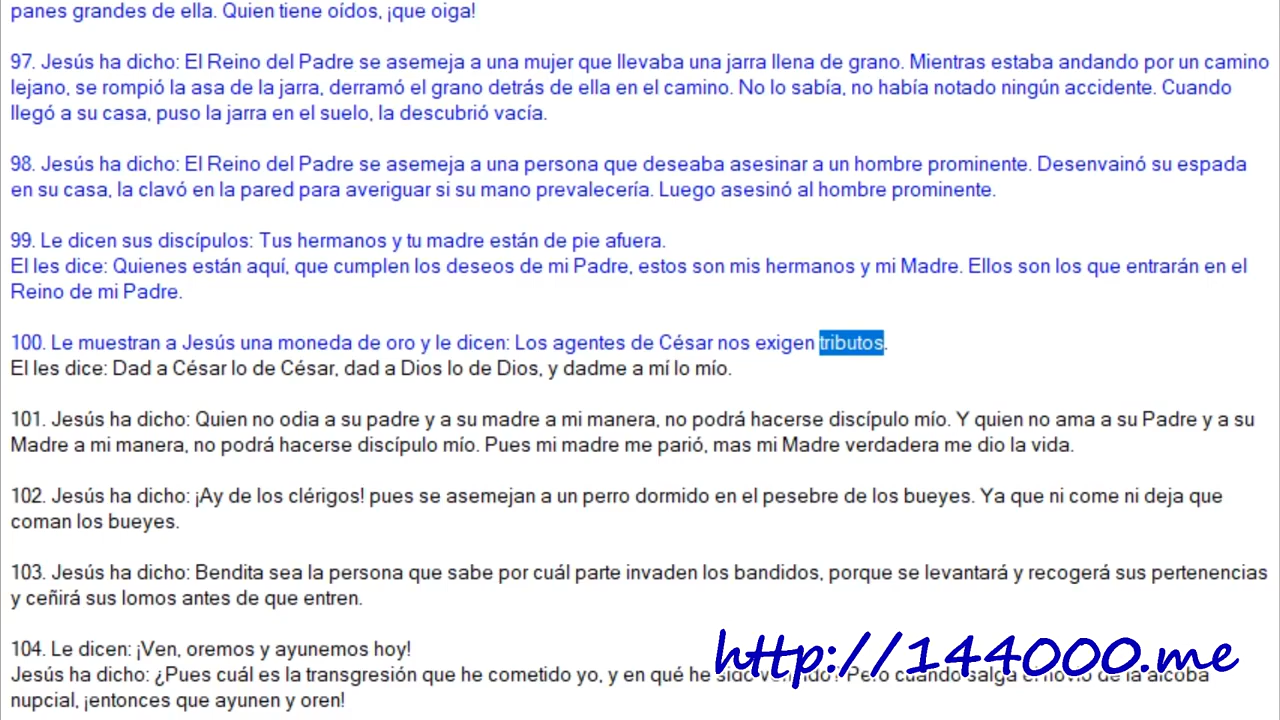 panes grandes de ella. Quien tiene oídos, ¡que oiga!
97. Jesús ha dicho: El Reino del Padre se asemeja a una mujer que llevaba una jarra llena de grano. Mientras estaba andando por un camino
lejano, se rompió la asa de la jarra, derramó el grano detrás de ella en el camino. No lo sabía, no había notado ningún accidente. Cuando
llegó a su casa, puso la jarra en el suelo, la descubrió vacía.
98. Jesús ha dicho: El Reino del Padre se asemeja a una persona que deseaba asesinar a un hombre prominente. Desenvainó su espada
en su casa, la clavó en la pared para averiguar si su mano prevalecería. Luego asesinó al hombre prominente.
99. Le dicen sus discípulos: Tus hermanos y tu madre están de pie afuera.
El les dice: Quienes están aquí, que cumplen los deseos de mi Padre, estos son mis hermanos y mi Madre. Ellos son los que entrarán en el
Reino de mi Padre.
100. Le muestran a Jesús una moneda de oro y le dicen: Los agentes de César nos exigen tributos.
El les dice: Dad a César lo de César, dad a Dios lo de Dios, y dadme a mí lo mío.
101. Jesús ha dicho: Quien no odia a su padre y a su madre a mi manera, no podrá hacerse discípulo mío. Y quien no ama a su Padre y a su
Madre a mi manera, no podrá hacerse discípulo mío. Pues mi madre me parió, mas mi Madre verdadera me dio la vida.
102. Jesús ha dicho: ¡Ay de los clérigos! pues se asemejan a un perro dormido en el pesebre de los bueyes. Ya que ni come ni deja que
coman los bueyes.
103. Jesús ha dicho: Bendita sea la persona que sabe por cuál parte invaden los bandidos, porque se levantará y recogerá sus pertenencias
y ceñirá sus lomos antes de que entren.
104. Le dicen: ¡Ven, oremos y ayunemos hoy!
http://144000.me
Jesús ha dicho: ¿Pues cuál es la transgresión que he cometido yo, y en qué he sido Pero cuando salga el novio de la alcoba
nupcial, ¡entonces que ayunen y oren!